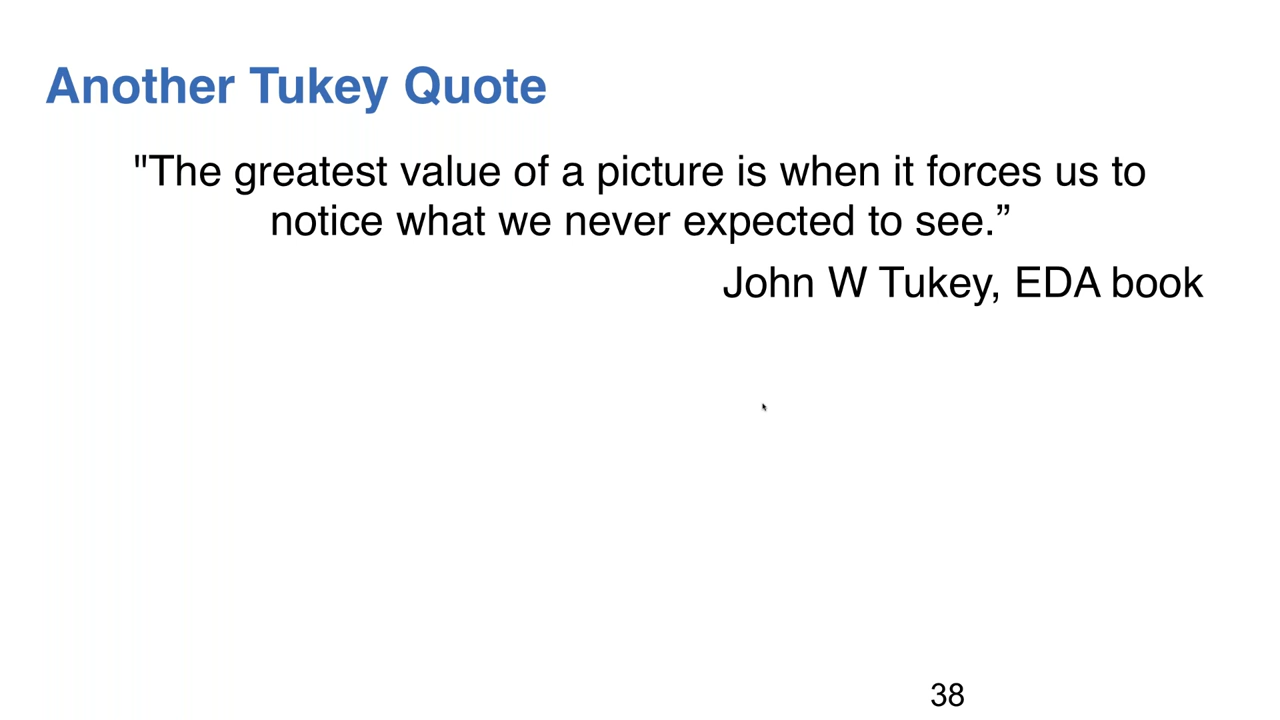 Another Tukey Quote
"The greatest value of a picture is when it forces us to
notice what we never expected to see.”
John W Tukey, EDA book
38